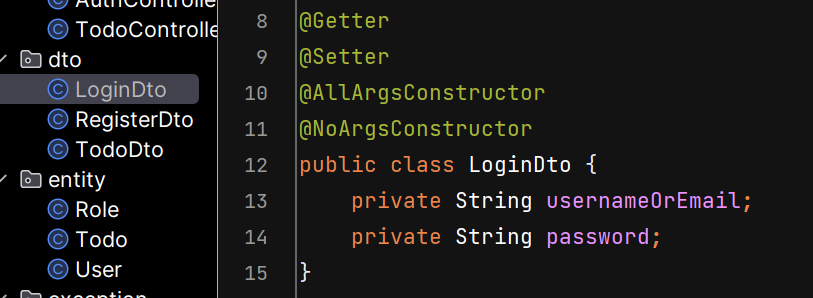 AuthControlle
TodoControlle
dto
LoginDto
RegisterDto
TodoDto
entity
Role
Todo
User
exception
8 @Getter
9 @Setter
10 @AllArgsConstructor
11 @NoArgsConstructor
12 public class LoginDto {
13 private String usernameOrEmail;
14 private String password;
15 }